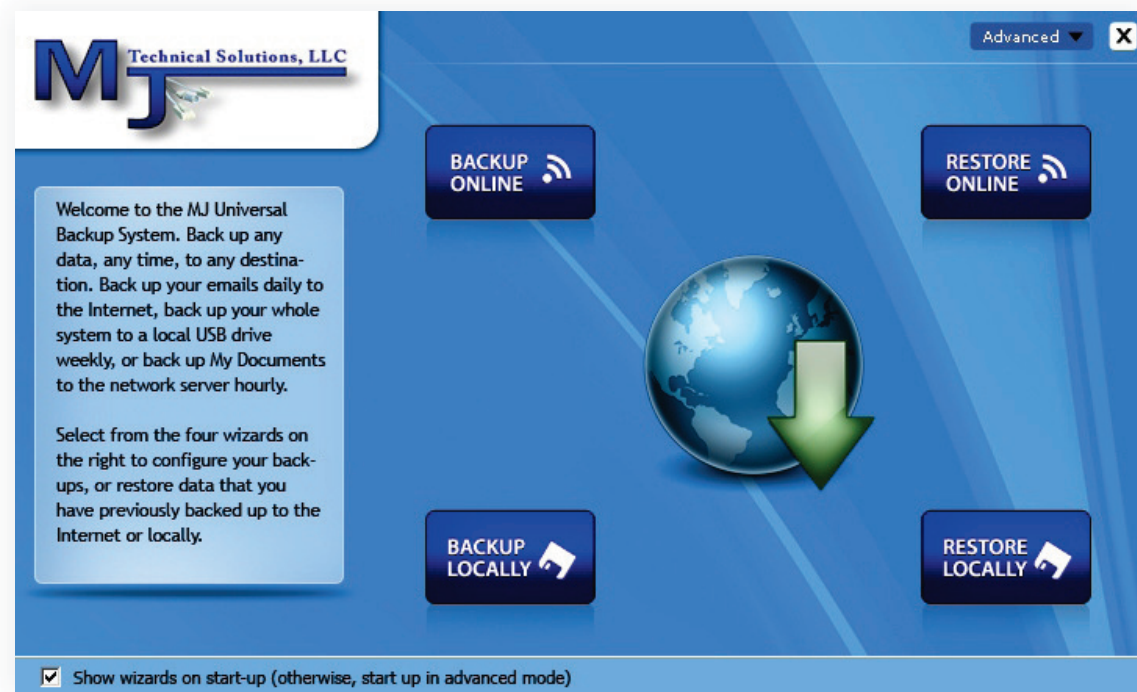 MJ Technical Solutions, LLC
Advanced
X
BACKUP
ONLINE
RESTORE
ONLINE
Welcome to the MJ Universal
Backup System. Back up any
data, any time, to any destina-
tion. Back up your emails daily to
the Internet, back up your whole
system to a local USB drive
weekly, or back up My Documents
to the network server hourly.
Select from the four wizards on
the right to configure your back-
ups, or restore data that you
have previously backed up to the
Internet or locally.
BACKUP
LOCALLY
RESTORE
LOCALLY
Show wizards on start-up (otherwise, start up in advanced mode)